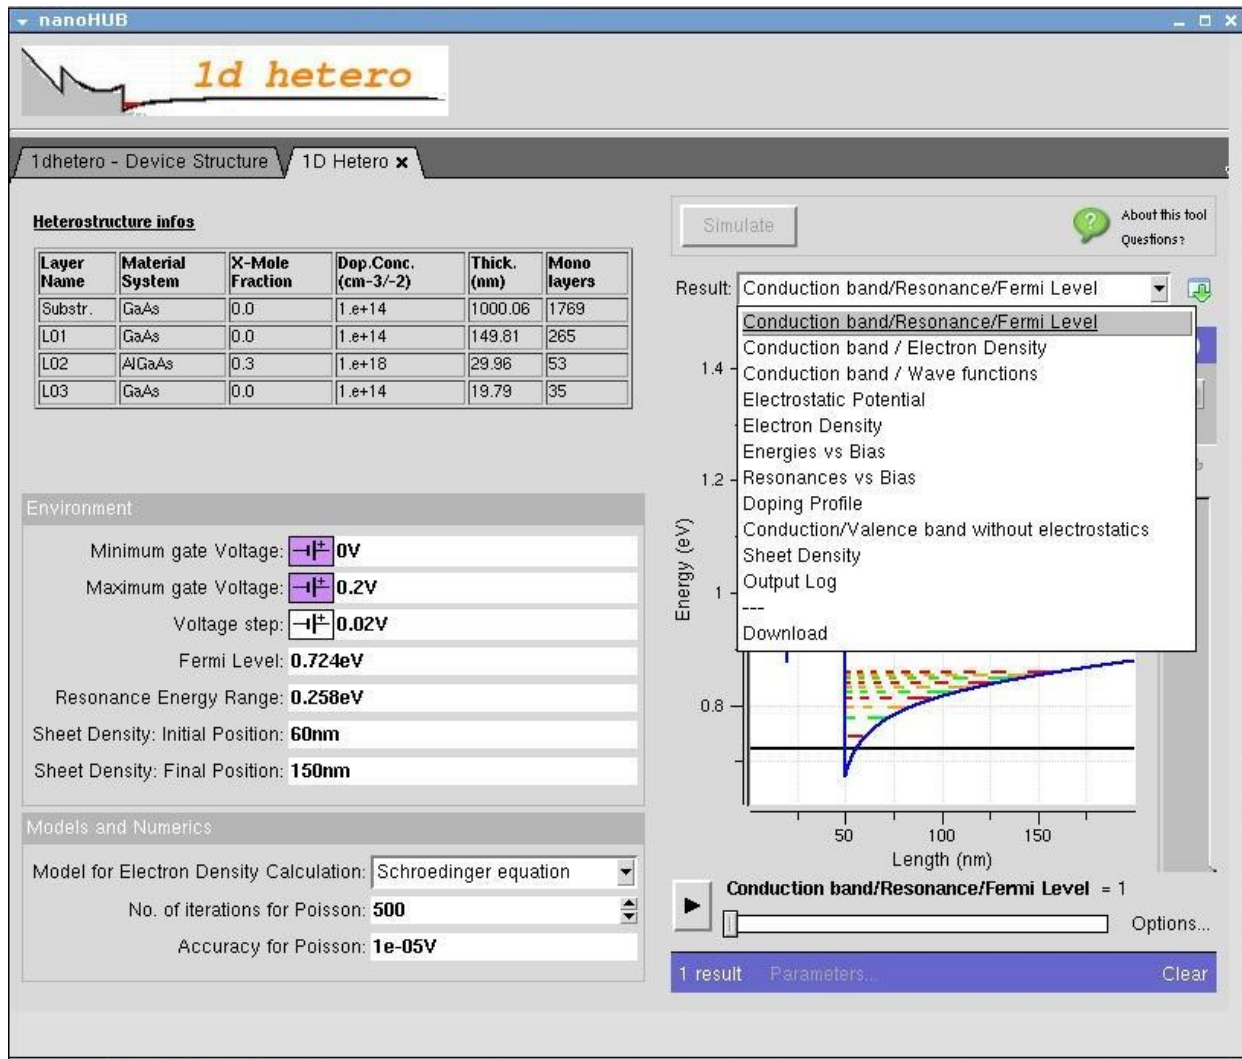 nanoHUB
1d hetero
1dhetero - Device Structure
1D Hetero x
Heterostructure infos
Layer Name Material System X-Mole Fraction Dop.Conc. (cm-3/-2) Thick. (nm) Mono layers
Substr. GaAs 0.0 1.e+14 1000.06 1769
L01 GaAs 0.0 1.e+14 149.81 265
L02 AlGaAs 0.3 1.e+18 29.96 53
L03 GaAs 0.0 1.e+14 19.79 35
Environment
Minimum gate Voltage: 0V
Maximum gate Voltage: 0.2V
Voltage step: 0.02V
Fermi Level: 0.724eV
Resonance Energy Range: 0.258eV
Sheet Density: Initial Position: 60nm
Sheet Density: Final Position: 150nm
Models and Numerics
Model for Electron Density Calculation: Schroedinger equation
No. of iterations for Poisson: 500
Accuracy for Poisson: 1e-05V
Simulate
About this tool
Questions?
Result: Conduction band/Resonance/Fermi Level
Conduction band/Resonance/Fermi Level
Conduction band / Electron Density
Conduction band / Wave functions
Electrostatic Potential
Electron Density
Energies vs Bias
Resonances vs Bias
Doping Profile
Conduction/Valence band without electrostatics
Sheet Density
Output Log
---
Download
1.4
1.2
1
0.8
Energy (eV)
50 100 150
Length (nm)
Conduction band/Resonance/Fermi Level = 1
Options...
1 result Parameters... Clear